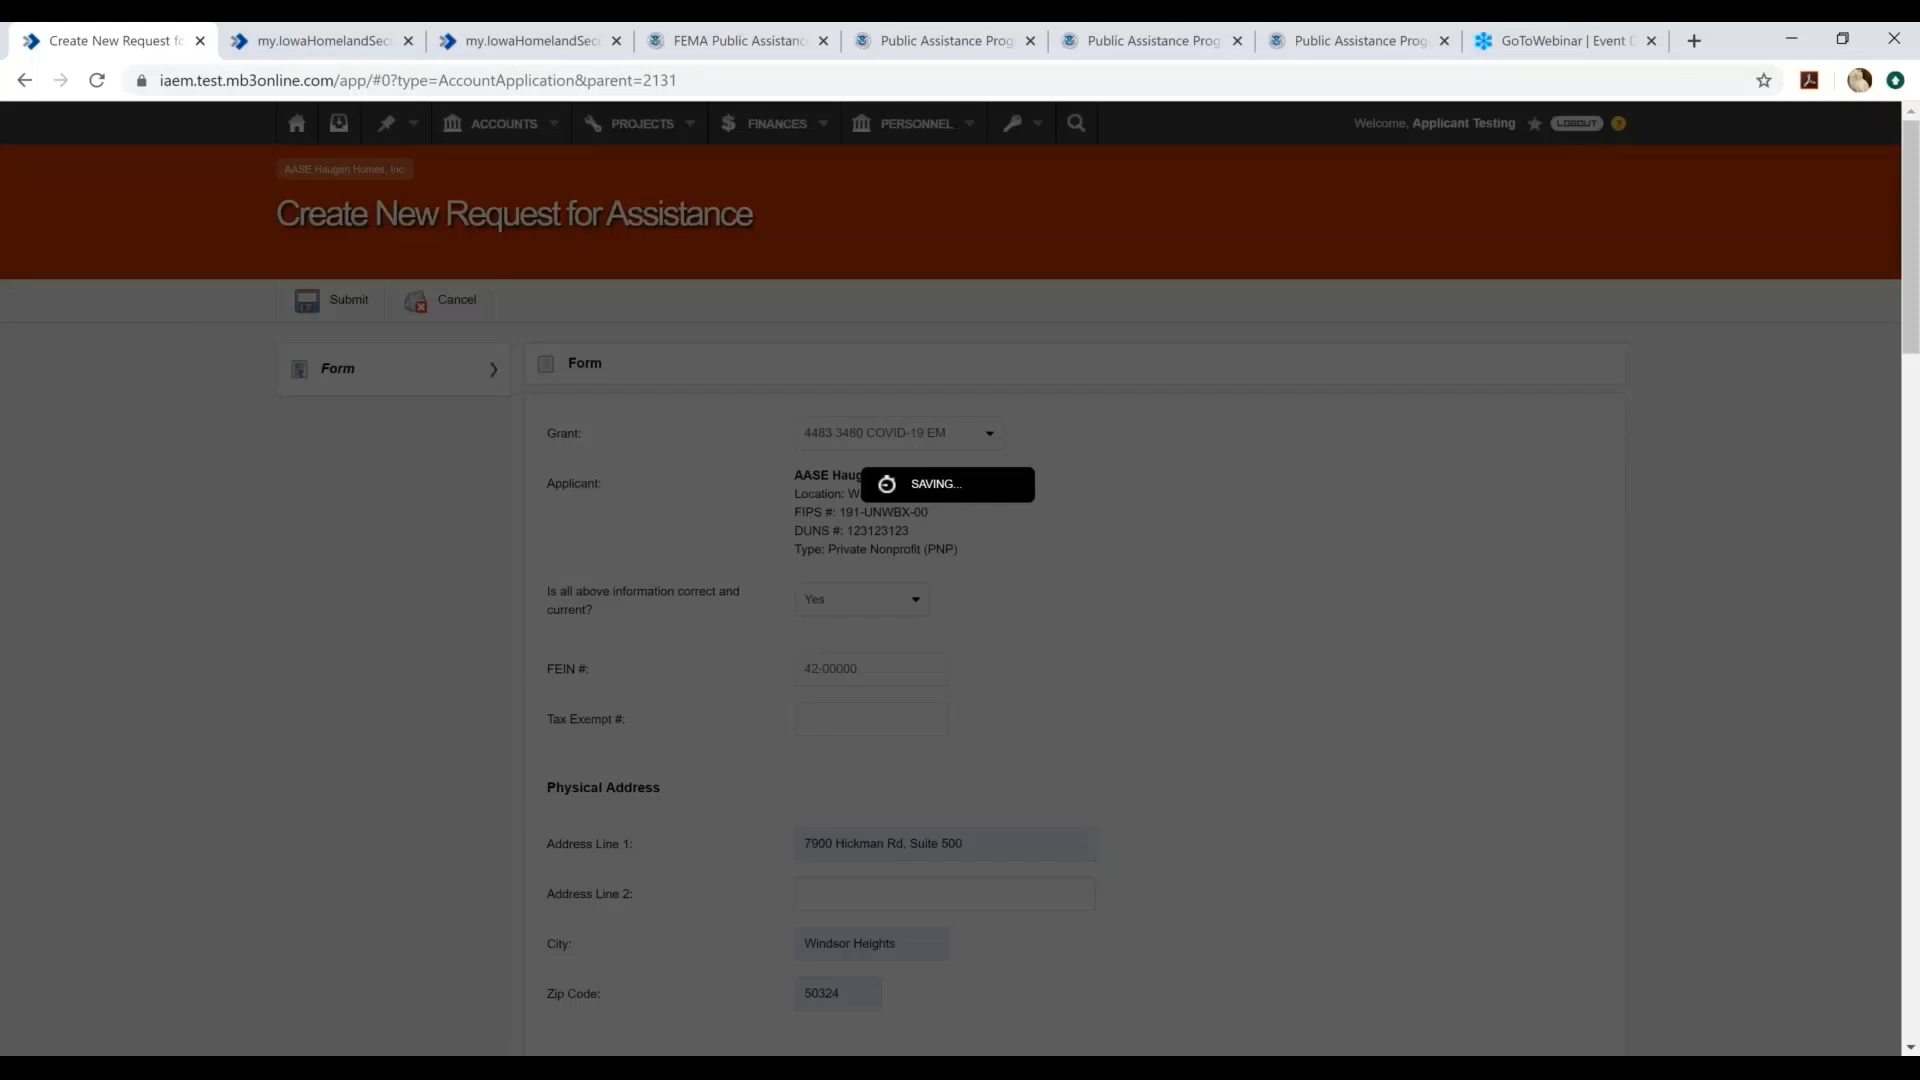 Create New Request fo
my.IowaHomelandSec
my.IowaHomelandSec
FEMA Public Assistanc
Public Assistance Prog
Public Assistance Prog
Public Assistance Prog
GoToWebinar | Event D
iaem.test.mb3online.com/app/#0?type=AccountApplication&parent=2131
ACCOUNTS
PROJECTS
$ FINANCES
PERSONNEL
Welcome, Applicant Testing
LOGOUT
?
AASE Haugen Homes, Inc
Create New Request for Assistance
Submit
Cancel
Form
Form
Grant:
4483 3480 COVID-19 EM
Applicant:
AASE Haug
SAVING...
Location: W
FIPS #: 191-UNWBX-00
DUNS #: 123123123
Type: Private Nonprofit (PNP)
Is all above information correct and
current?
Yes
FEIN #:
42-00000
Tax Exempt #:
Physical Address
Address Line 1:
7900 Hickman Rd, Suite 500
Address Line 2:
City:
Windsor Heights
Zip Code:
50324